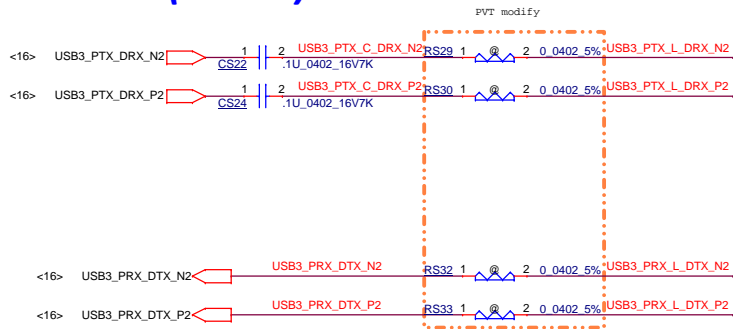 PVT modify
<16> USB3_PTX_DRX_N2 1 2 USB3_PTX_C_DRX_N2 RS29 1 @ 2 0_0402_5% USB3_PTX_L_DRX_N2
CS22 .1U_0402_16V7K
<16> USB3_PTX_DRX_P2 1 2 USB3_PTX_C_DRX_P2 RS30 1 @ 2 0_0402_5% USB3_PTX_L_DRX_P2
CS24 .1U_0402_16V7K
<16> USB3_PRX_DTX_N2 USB3_PRX_DTX_N2 RS32 1 @ 2 0_0402_5% USB3_PRX_L_DTX_N2
<16> USB3_PRX_DTX_P2 USB3_PRX_DTX_P2 RS33 1 @ 2 0_0402_5% USB3_PRX_L_DTX_P2